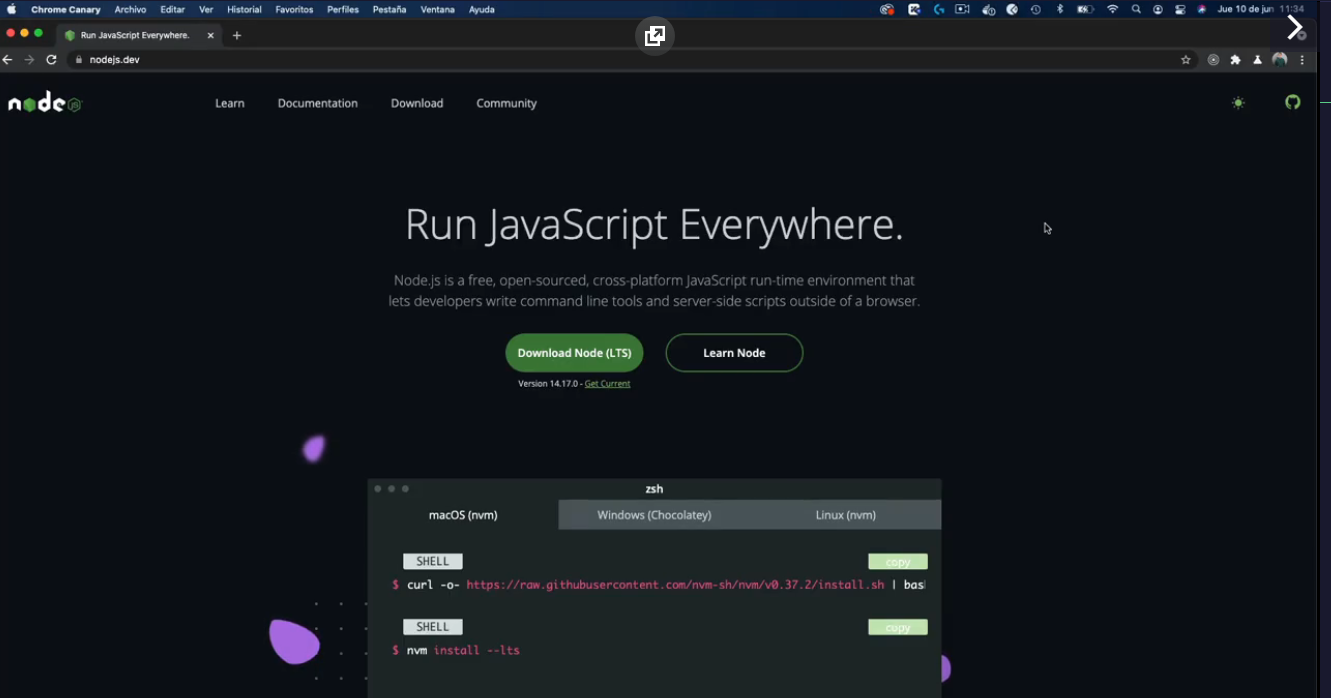 Chrome Canary Archivo Editar Ver Historial Favoritos Perfiles Pestaña Ventana Ayuda Jue 10 de jun 11:34
Run JavaScript Everywhere.
nodejs.dev
node JS Learn Documentation Download Community
Run JavaScript Everywhere.
Node.js is a free, open-sourced, cross-platform JavaScript run-time environment that
lets developers write command line tools and server-side scripts outside of a browser.
Download Node (LTS) Learn Node
Version 14.17.0 - Get Current
zsh
macOS (nvm) Windows (Chocolatey) Linux (nvm)
SHELL copy
$ curl -o- https://raw.githubusercontent.com/nvm-sh/nvm/v0.37.2/install.sh | bas
SHELL copy
$ nvm install --lts